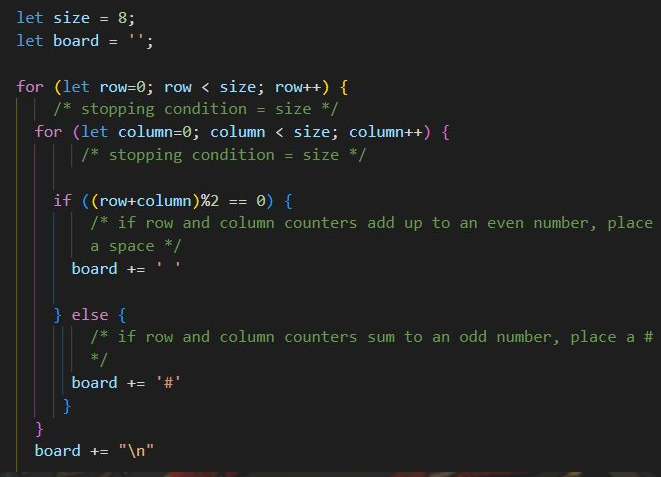 let size = 8;
let board = '';
for (let row=0; row < size; row++) {
/* stopping condition = size */
for (let column=0; column < size; column++) {
/* stopping condition = size */
if ((row+column)%2 == 0) {
/* if row and column counters add up to an even number, place
a space */
board += ' '
} else {
/* if row and column counters sum to an odd number, place a #
*/
board += '#'
}
}
board += "\n"